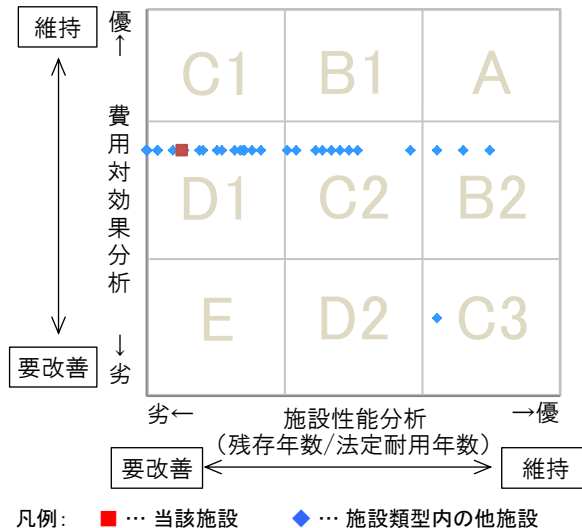 維持
優←
C1 B1 A
費用対効果分析
D1 C2 B2
E D2 C3
要改善
↓劣
劣← 施設性能分析 →優
（残存年数/法定耐用年数）
要改善 維持
凡例： ■ … 当該施設 ◆ … 施設類型内の他施設